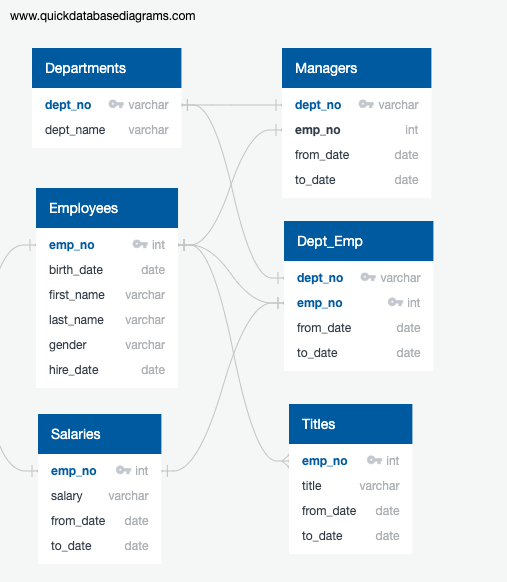 www.quickdatabasediagrams.com
Departments
dept_no varchar
dept_name varchar
Managers
dept_no varchar
emp_no int
from_date date
to_date date
Employees
emp_no int
birth_date date
first_name varchar
last_name varchar
gender varchar
hire_date date
Dept_Emp
dept_no varchar
emp_no int
from_date date
to_date date
Salaries
emp_no int
salary varchar
from_date date
to_date date
Titles
emp_no int
title varchar
from_date date
to_date date